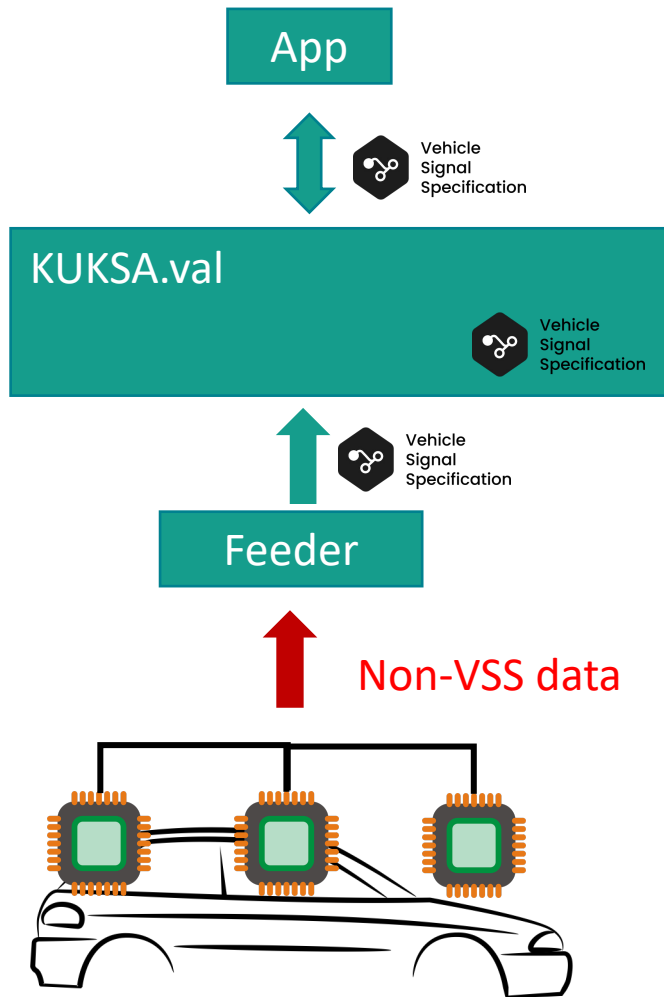 App
Vehicle
Signal
Specification
KUKSA.val
Vehicle
Signal
Specification
Vehicle
Signal
Specification
Feeder
Non-VSS data